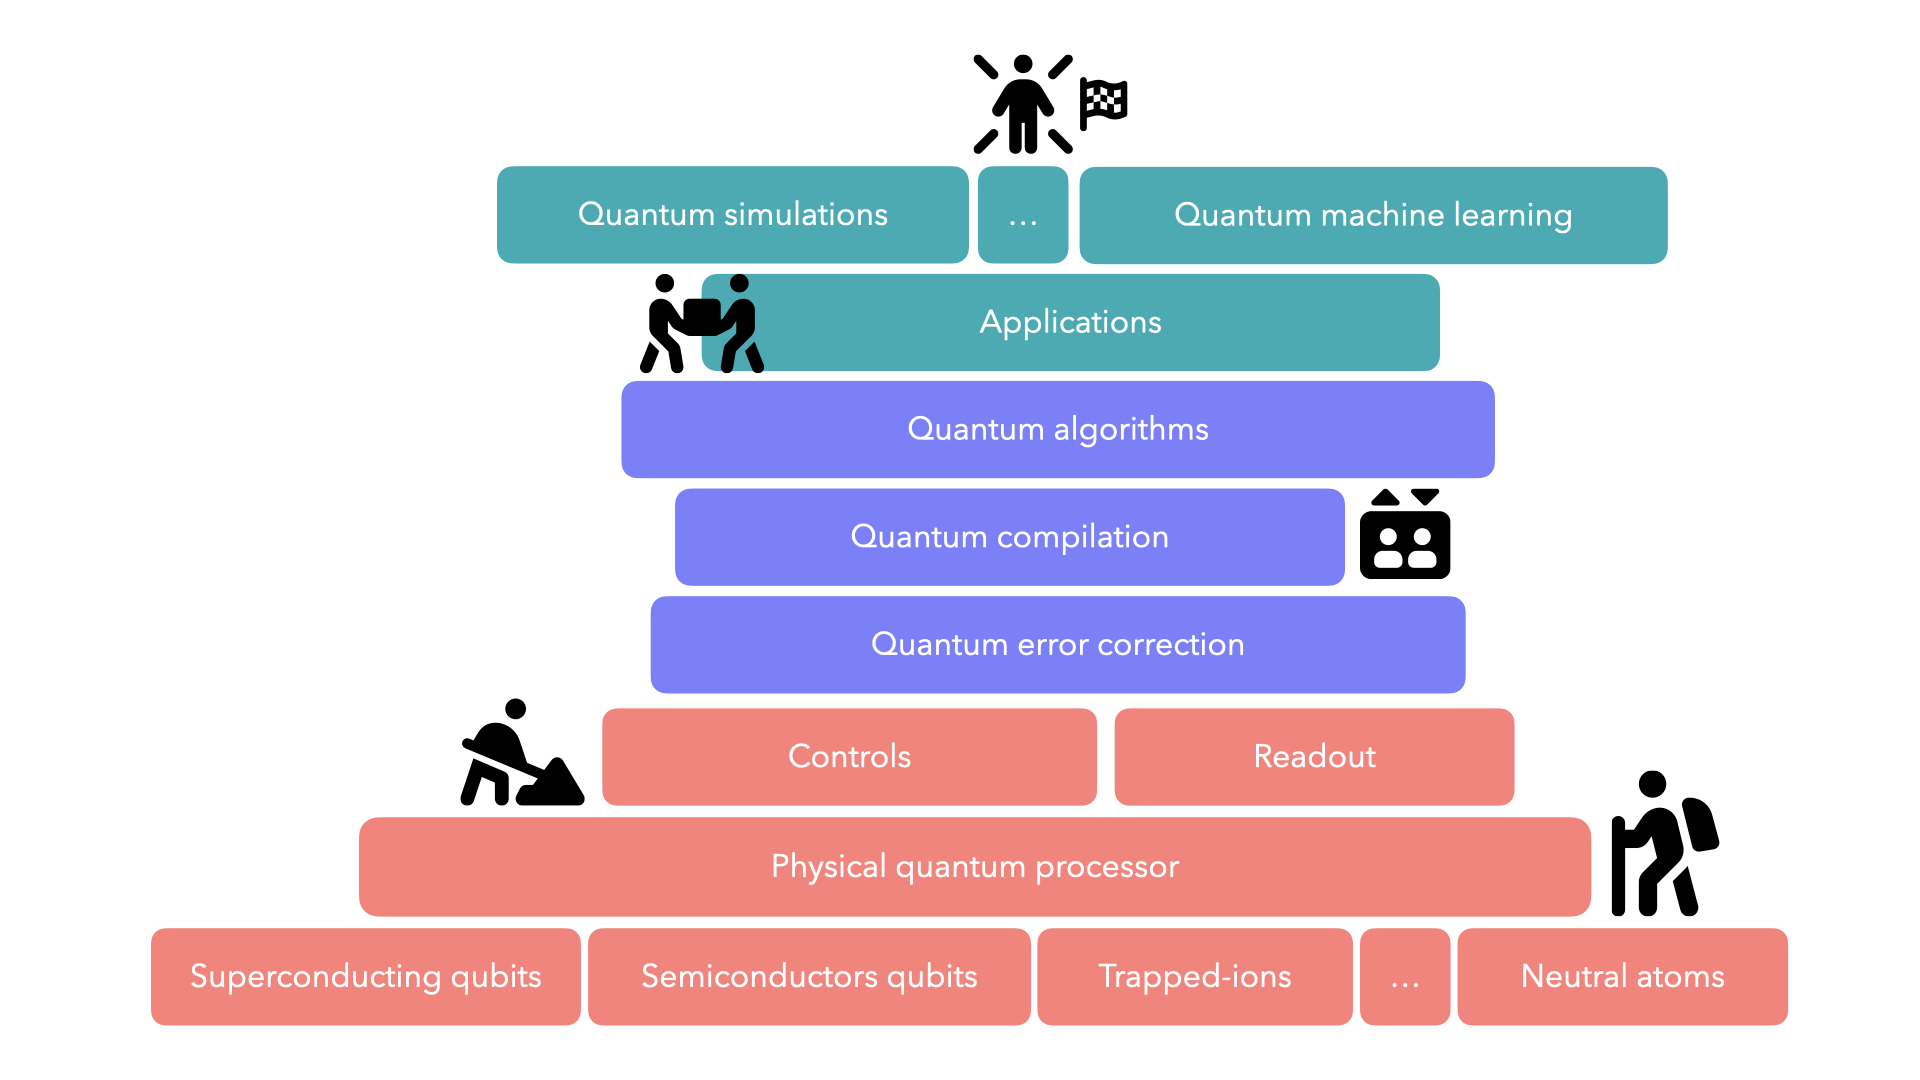 Quantum simulations
...
Quantum machine learning
Applications
Quantum algorithms
Quantum compilation
Quantum error correction
Controls
Readout
Physical quantum processor
Superconducting qubits
Semiconductors qubits
Trapped-ions
...
Neutral atoms